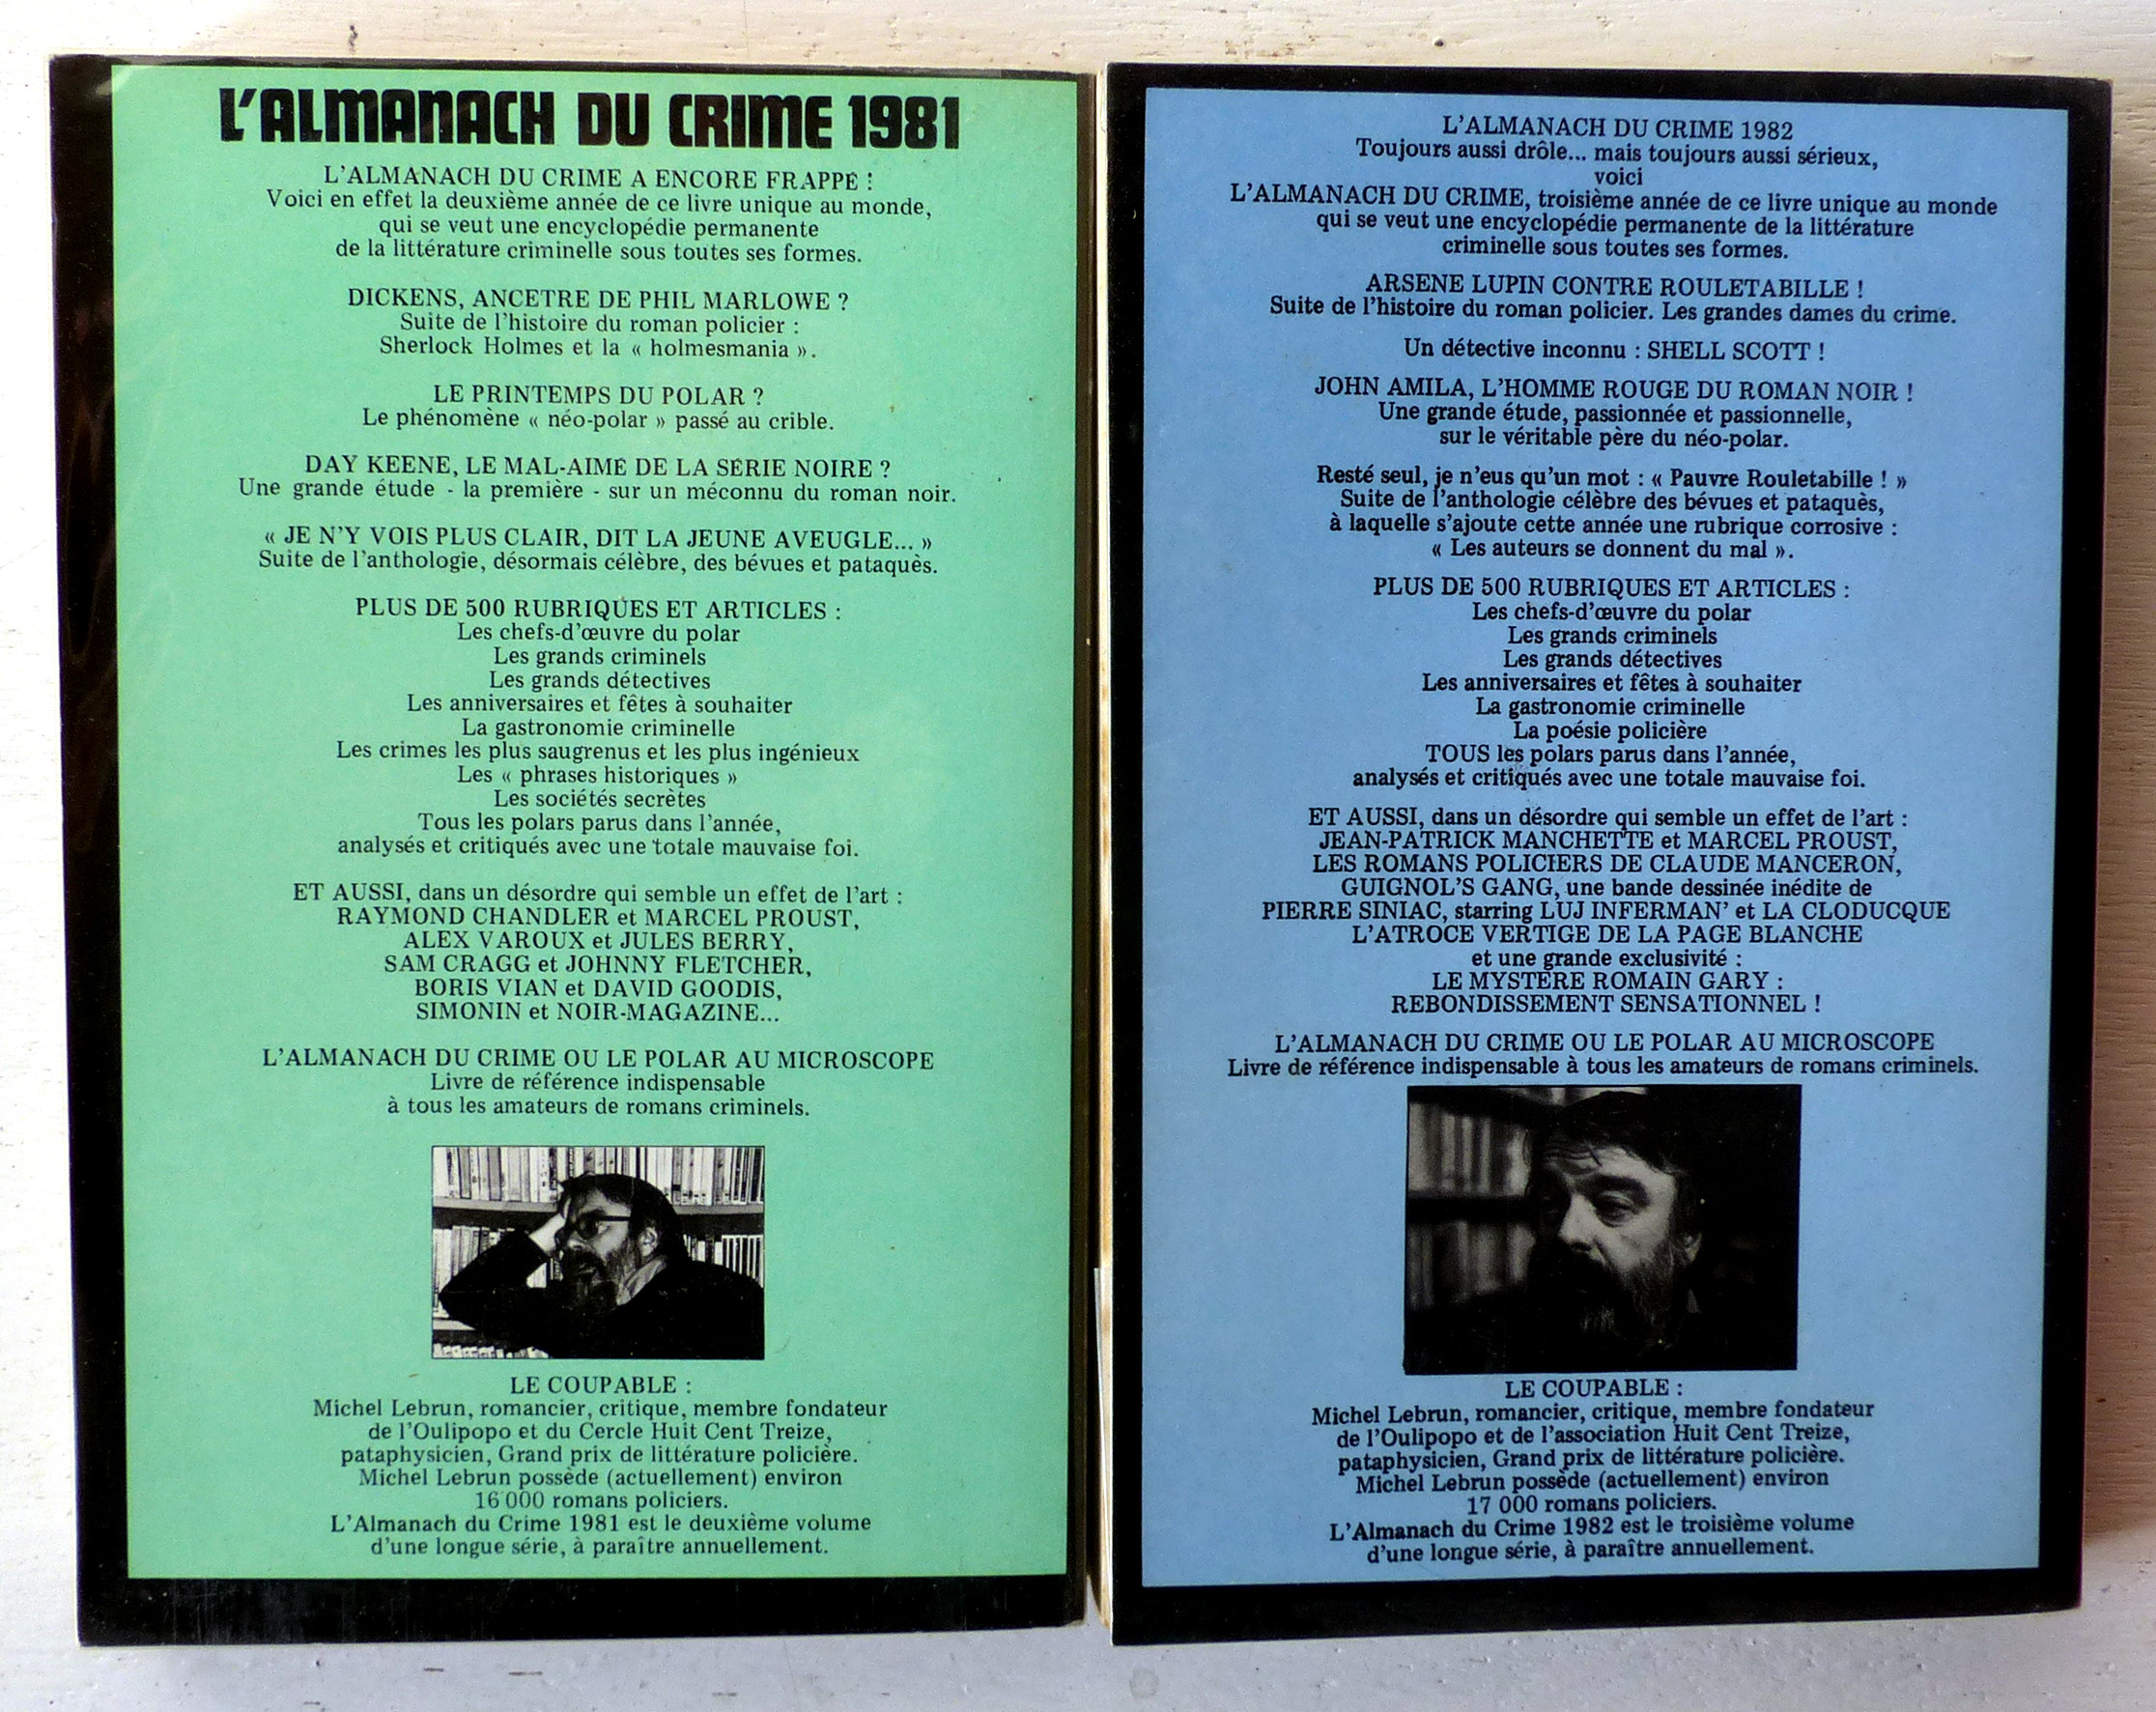 L'ALMANACH DU CRIME 1981
L'ALMANACH DU CRIME A ENCORE FRAPPÉ !
Voici en effet la deuxième année de ce livre unique au monde,
qui se veut une encyclopédie permanente
de la littérature criminelle sous toutes ses formes.
DICKENS, ANCETRE DE PHIL MARLOWE ?
Suite de l'histoire du roman policier :
Sherlock Holmes et la « holmesmania ».
LE PRINTEMPS DU POLAR ?
Le phénomène « néo-polar » passé au crible.
DAY KEENE, LE MAL-AIMÉ DE LA SÉRIE NOIRE ?
Une grande étude - la première - sur un méconnu du roman noir.
« JE N'Y VOIS PLUS CLAIR, DIT LA JEUNE AVEUGLE... »
Suite de l'anthologie, désormais célèbre, des bévues et pataquès.
PLUS DE 500 RUBRIQUES ET ARTICLES :
Les chefs-d'œuvre du polar
Les grands criminels
Les grands détectives
Les anniversaires et fêtes à souhaiter
La gastronomie criminelle
Les crimes les plus saugrenus et les plus ingénieux
Les « phrases historiques »
Les sociétés secrètes
Tous les polars parus dans l'année,
analysés et critiqués avec une totale mauvaise foi.
ET AUSSI, dans un désordre qui semble un effet de l'art :
RAYMOND CHANDLER et MARCEL PROUST,
ALEX VAROUX et JULES BERRY,
SAM CRAGG et JOHNNY FLETCHER,
BORIS VIAN et DAVID GOODIS,
SIMONIN et NOIR-MAGAZINE...
L'ALMANACH DU CRIME OU LE POLAR AU MICROSCOPE
Livre de référence indispensable
à tous les amateurs de romans criminels.
LE COUPABLE :
Michel Lebrun, romancier, critique, membre fondateur
de l'Oulipopo et du Cercle Huit Cent Treize,
pataphysicien, Grand prix de littérature policière.
Michel Lebrun possède (actuellement) environ
16 000 romans policiers.
L'Almanach du Crime 1981 est le deuxième volume
d'une longue série, à paraître annuellement.
L'ALMANACH DU CRIME 1982
Toujours aussi drôle... mais toujours aussi sérieux,
voici
L'ALMANACH DU CRIME, troisième année de ce livre unique au monde
qui se veut une encyclopédie permanente de la littérature
criminelle sous toutes ses formes.
ARSENE LUPIN CONTRE ROULETABILLE !
Suite de l'histoire du roman policier. Les grandes dames du crime.
Un détective inconnu : SHELL SCOTT !
JOHN AMILA, L'HOMME ROUGE DU ROMAN NOIR !
Une grande étude, passionnée et passionnelle,
sur le véritable père du néo-polar.
Resté seul, je n'eus qu'un mot : « Pauvre Rouletabille ! »
Suite de l'anthologie célèbre des bévues et pataquès,
à laquelle s'ajoute cette année une rubrique corrosive :
« Les auteurs se donnent du mal ».
PLUS DE 500 RUBRIQUES ET ARTICLES :
Les chefs-d'œuvre du polar
Les grands criminels
Les grands détectives
Les anniversaires et fêtes à souhaiter
La gastronomie criminelle
La poésie policière
TOUS les polars parus dans l'année,
analysés et critiqués avec une totale mauvaise foi.
ET AUSSI, dans un désordre qui semble un effet de l'art :
JEAN-PATRICK MANCHETTE et MARCEL PROUST,
LES ROMANS POLICIERS DE CLAUDE MANCERON,
GUIGNOL'S GANG, une bande dessinée inédite de
PIERRE SINIAC, starring LUJ INFERMAN' et LA CLODUCQUE
L'ATROCE VERTIGE DE LA PAGE BLANCHE
et une grande exclusivité :
LE MYSTERE ROMAIN GARY :
REBONDISSEMENT SENSATIONNEL !
L'ALMANACH DU CRIME OU LE POLAR AU MICROSCOPE
Livre de référence indispensable à tous les amateurs de romans criminels.
LE COUPABLE :
Michel Lebrun, romancier, critique, membre fondateur
de l'Oulipopo et de l'association Huit Cent Treize,
pataphysicien, Grand prix de littérature policière.
Michel Lebrun possède (actuellement) environ
17 000 romans policiers.
L'Almanach du Crime 1982 est le troisième volume
d'une longue série, à paraître annuellement.